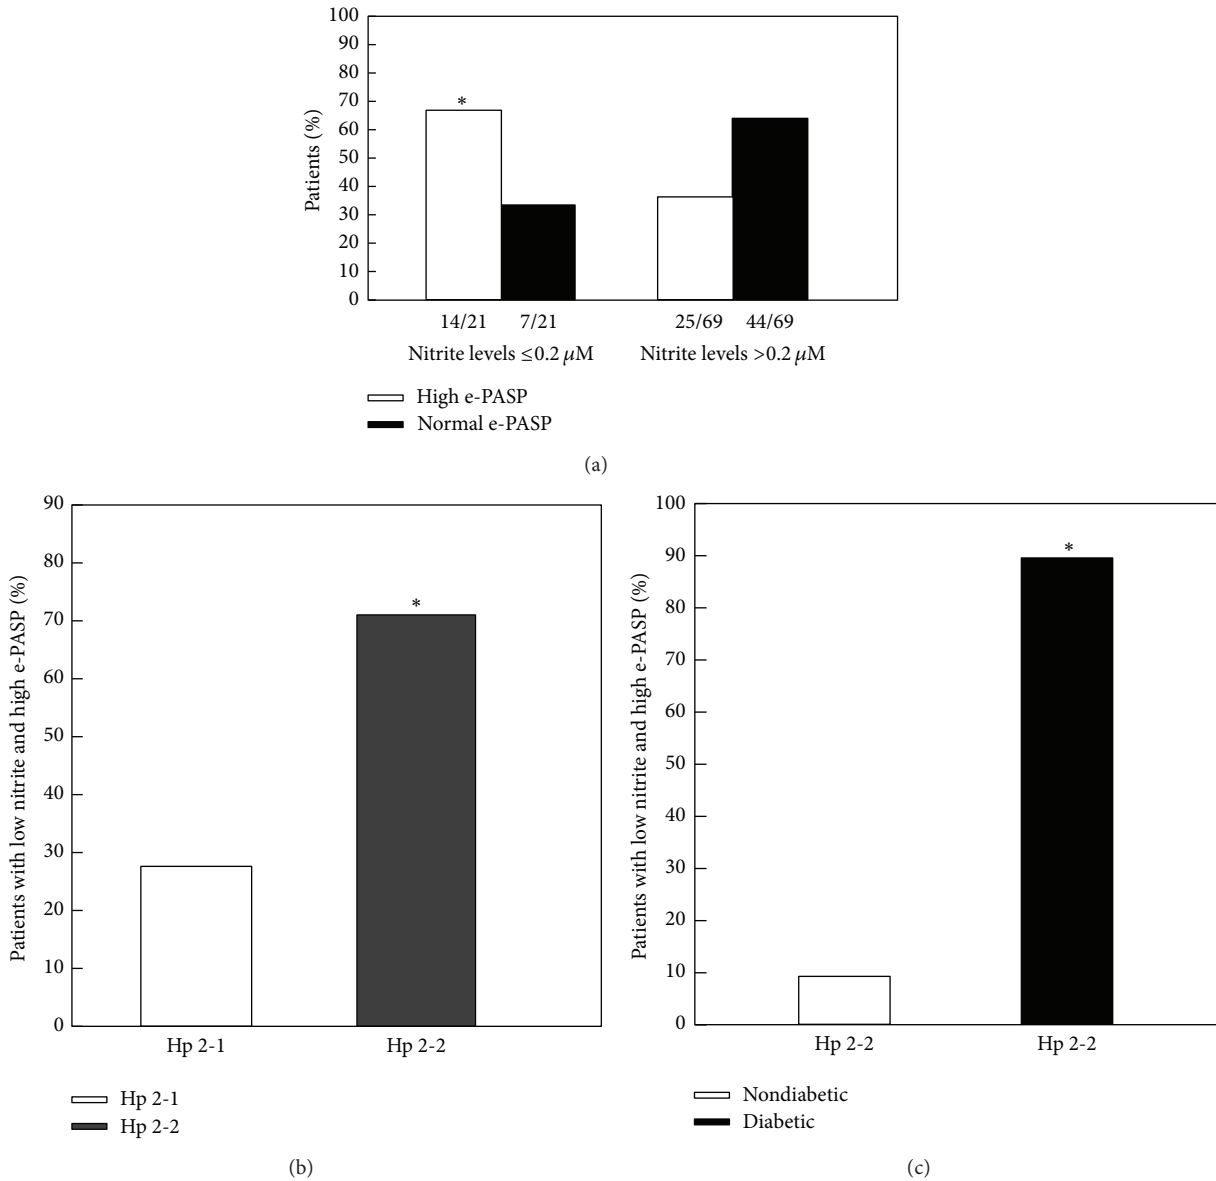 100
90
80
70
60
50
40
30
20
10
0
Patients (%)
*
14/21 7/21 25/69 44/69
Nitrite levels ≤0.2 μM Nitrite levels >0.2 μM
High e-PASP
Normal e-PASP
(a)
90
80
70
60
50
40
30
20
10
0
Patients with low nitrite and high e-PASP (%)
*
Hp 2-1 Hp 2-2
Hp 2-1
Hp 2-2
(b)
100
90
80
70
60
50
40
30
20
10
0
Patients with low nitrite and high e-PASP (%)
*
Hp 2-2 Hp 2-2
Nondiabetic
Diabetic
(c)